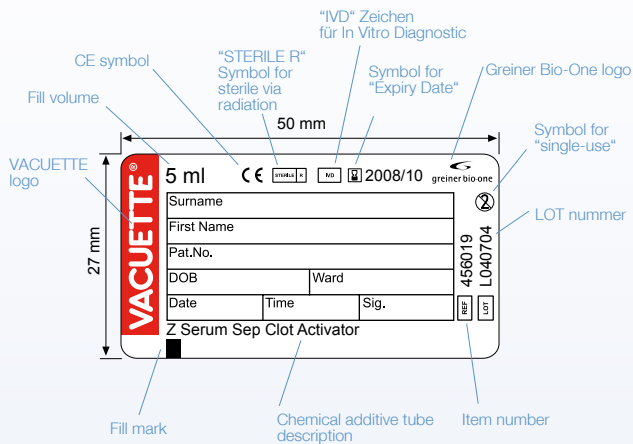 "IVD" Zeichen
für In Vitro Diagnostic
CE symbol
"STERILE R"
Symbol for
sterile via
radiation
Symbol for
"Expiry Date"
Greiner Bio-One logo
Fill volume
50 mm
Symbol for
"single-use"
VACUETTE
logo
5 ml CE STERILE R IVD 2008/10
greiner bio-one
VACUETTE®
27 mm
Surname
First Name
Pat.No.
DOB Ward
Date Time Sig.
2
REF 456019
LOT L040704
LOT nummer
Z Serum Sep Clot Activator
Fill mark
Chemical additive tube
description
Item number